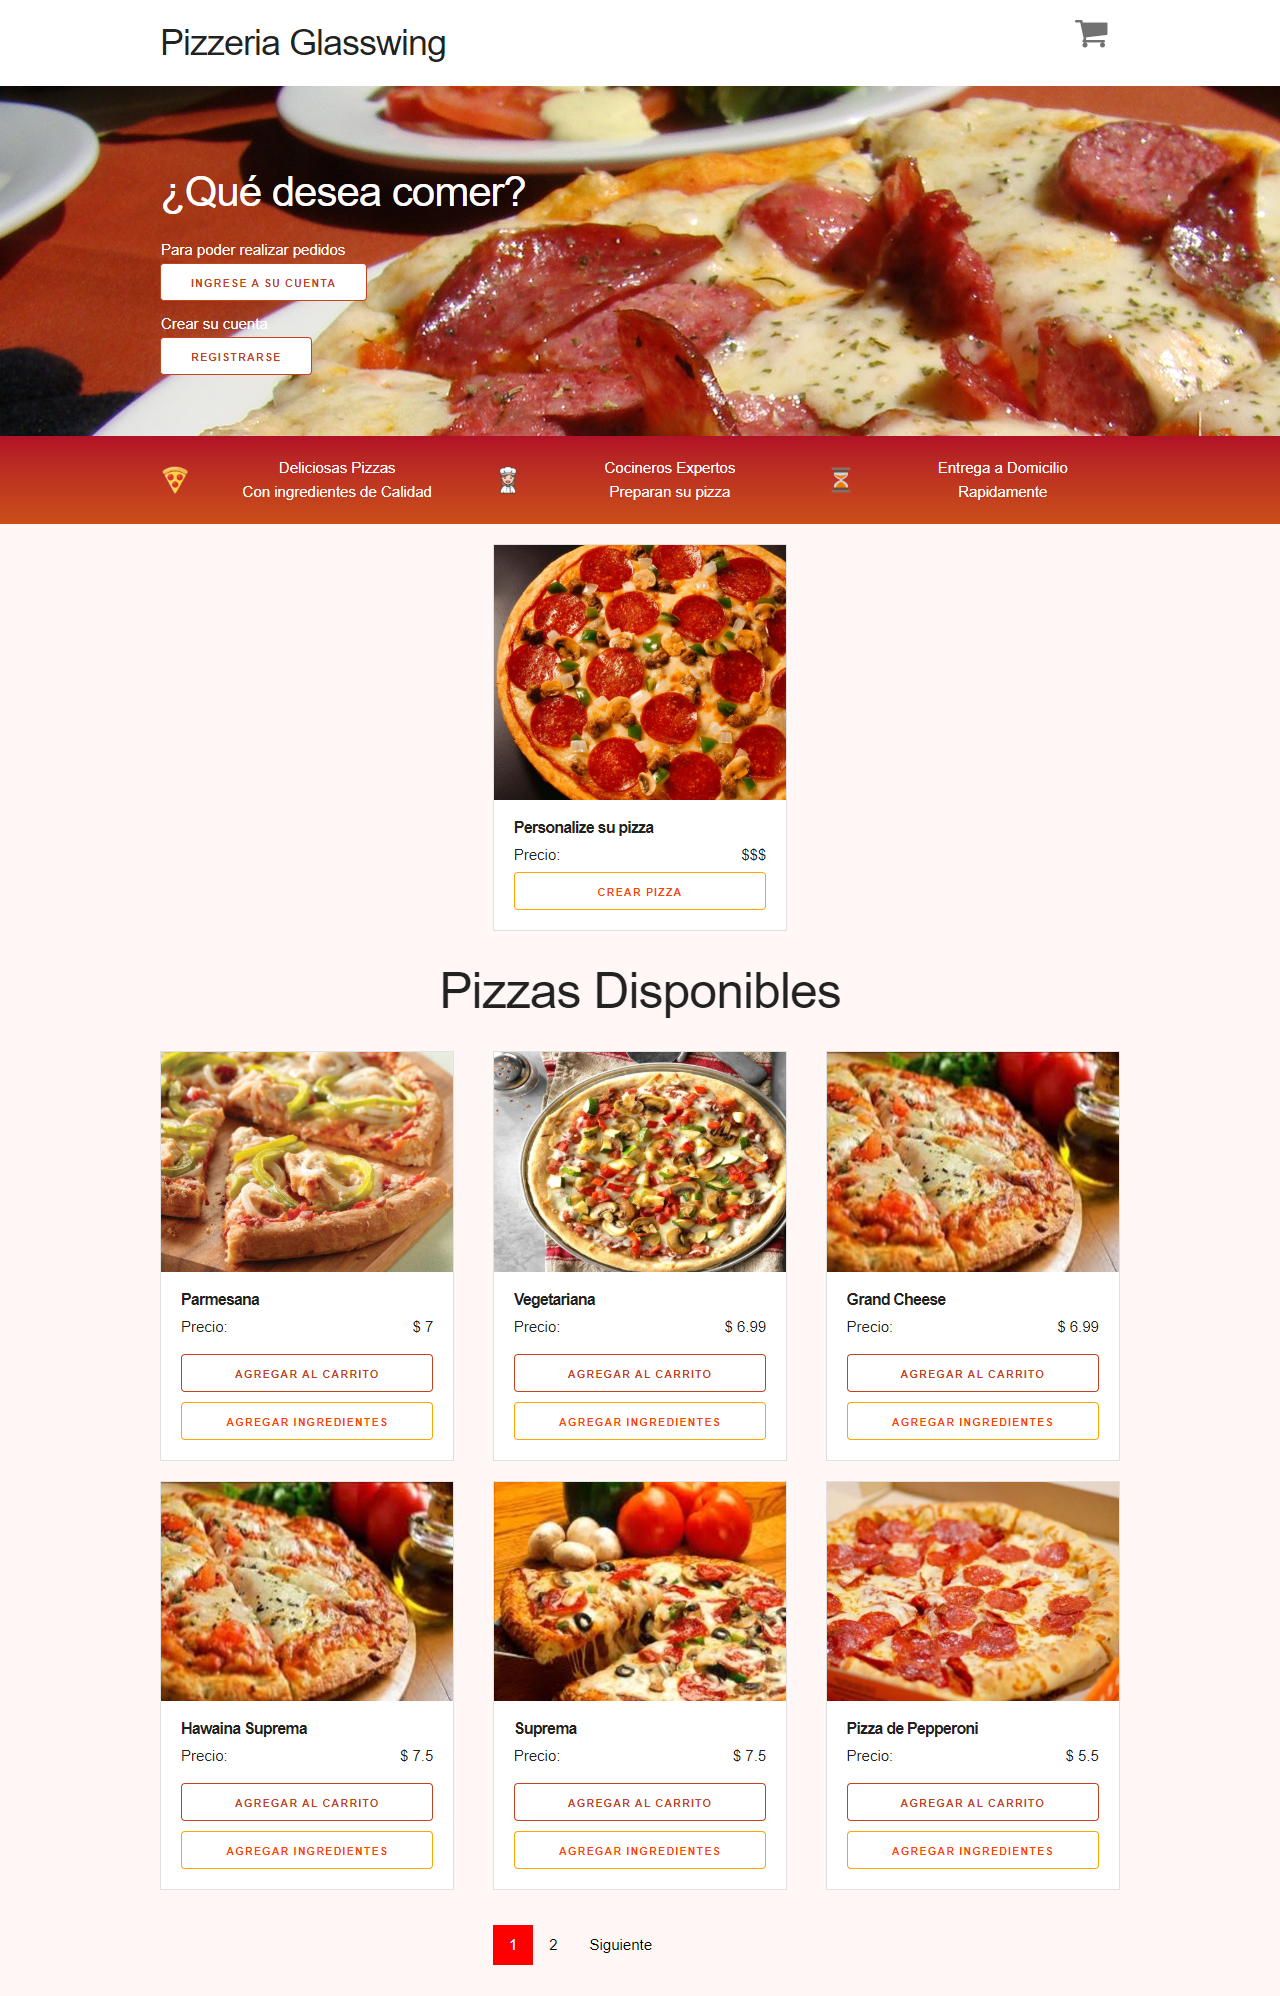 Pizzeria Glasswing
¿Qué desea comer?
Para poder realizar pedidos
INGRESE A SU CUENTA
Crear su cuenta
REGISTRARSE
Deliciosas Pizzas
Con ingredientes de Calidad
Cocineros Expertos
Preparan su pizza
Entrega a Domicilio
Rapidamente
Personalize su pizza
Precio: $$$
CREAR PIZZA
Pizzas Disponibles
Parmesana
Precio: $ 7
AGREGAR AL CARRITO
AGREGAR INGREDIENTES
Vegetariana
Precio: $ 6.99
AGREGAR AL CARRITO
AGREGAR INGREDIENTES
Grand Cheese
Precio: $ 6.99
AGREGAR AL CARRITO
AGREGAR INGREDIENTES
Hawaina Suprema
Precio: $ 7.5
AGREGAR AL CARRITO
AGREGAR INGREDIENTES
Suprema
Precio: $ 7.5
AGREGAR AL CARRITO
AGREGAR INGREDIENTES
Pizza de Pepperoni
Precio: $ 5.5
AGREGAR AL CARRITO
AGREGAR INGREDIENTES
1 2 Siguiente